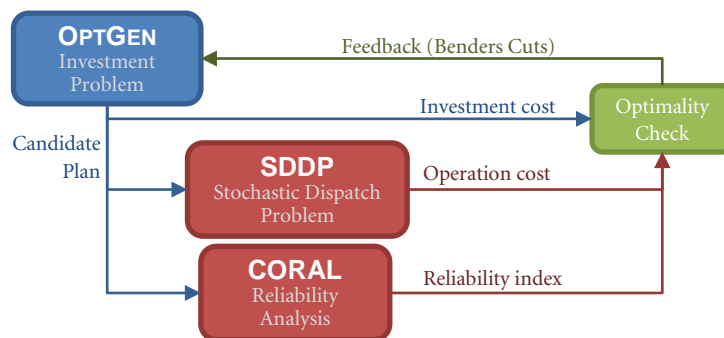 OPTGEN
Investment
Problem
Feedback (Benders Cuts)
Investment cost
Optimality
Check
Candidate
Plan
SDDP
Stochastic Dispatch
Problem
Operation cost
CORAL
Reliability
Analysis
Reliability index